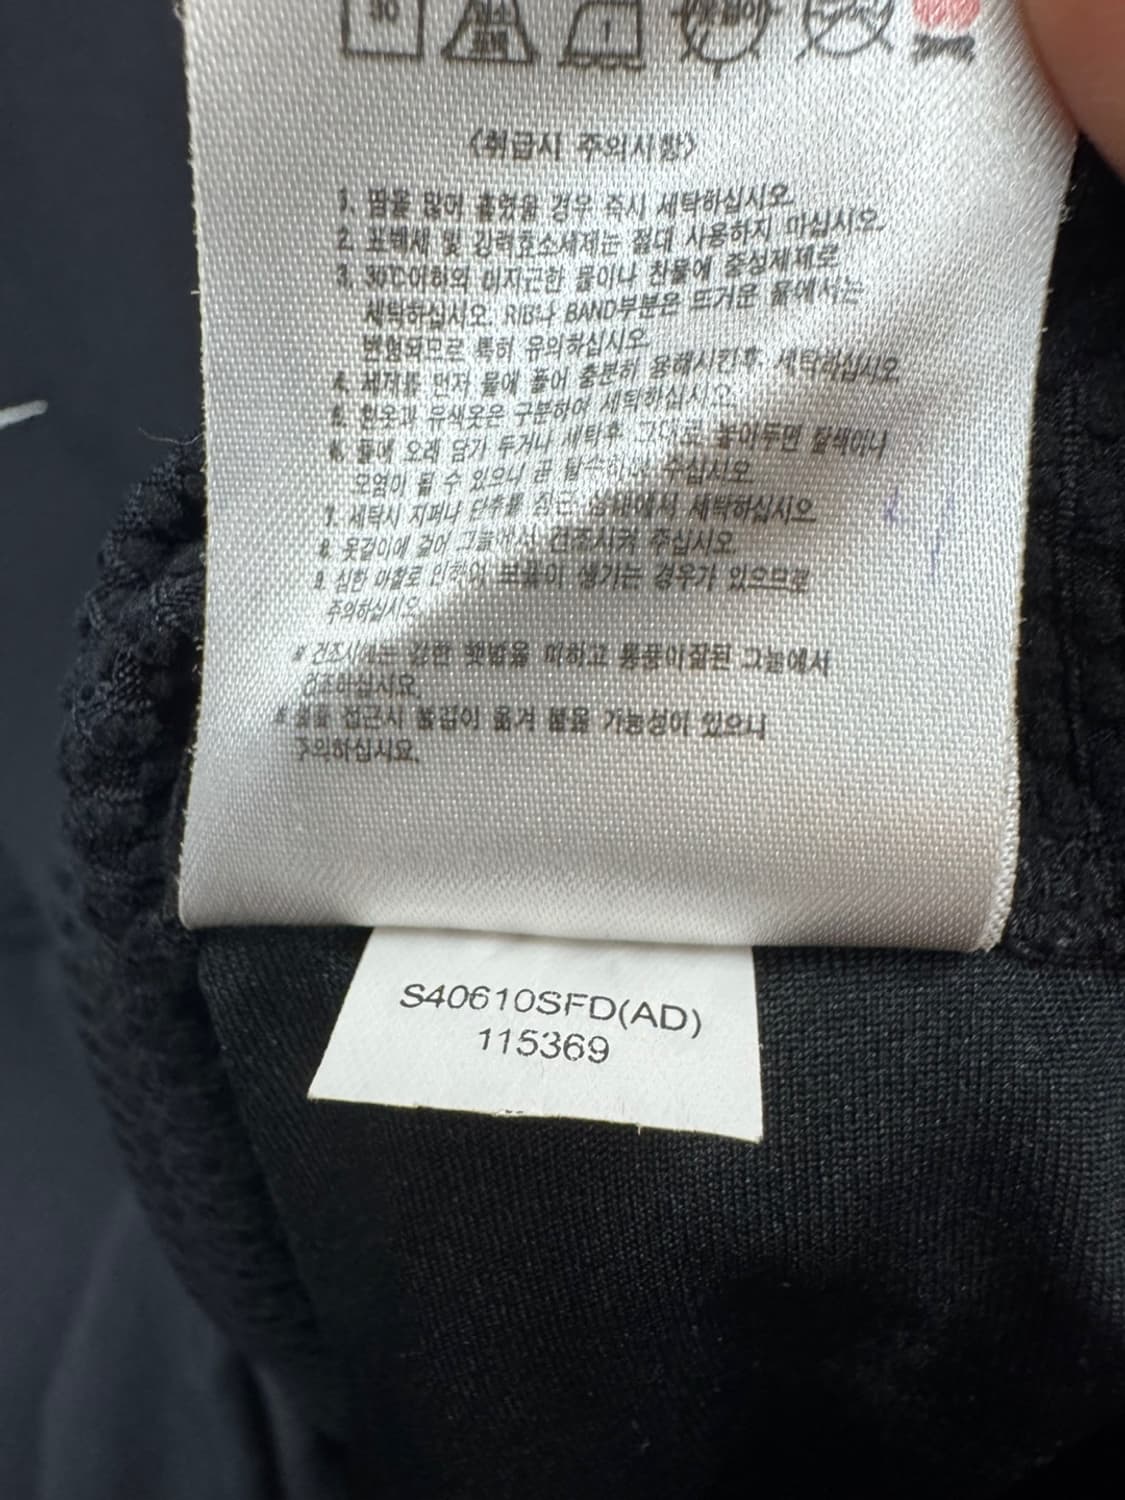 30
1
〈취급시 주의사항〉
1. 땀을 많이 흘렸을 경우 즉시 세탁하십시오.
2. 표백제 및 강력효소세제는 절대 사용하지 마십시오.
3. 30℃이하의 미지근한 물이나 찬물에 중성세제로
세탁하십시오. RIB나 BAND부분은 뜨거운 물에서는
변형되므로 특히 유의하십시오.
4. 세제를 먼저 물에 풀어 충분히 용해시킨후 세탁하십시오.
5. 흰옷과 유색옷은 구분하여 세탁하십시오.
6. 물에 오래 담가 두거나 세탁후 그대로 놓아두면 탈색이나
오염이 될 수 있으니 곧 탈수하여 주십시오.
7. 세탁시 지퍼나 단추를 잠근 상태에서 세탁하십시오
8. 옷걸이에 걸어 그늘에서 건조시켜 주십시오.
9. 심한 마찰로 인하여 보풀이 생기는 경우가 있으므로
주의하십시오.
건조시에는 강한 햇볕을 피하고 통풍이잘된 그늘에서
건조하십시요.
불을 접근시 불길이 옮겨 붙을 가능성이 있으니
주의하십시요.
S40610SFD(AD)
115369